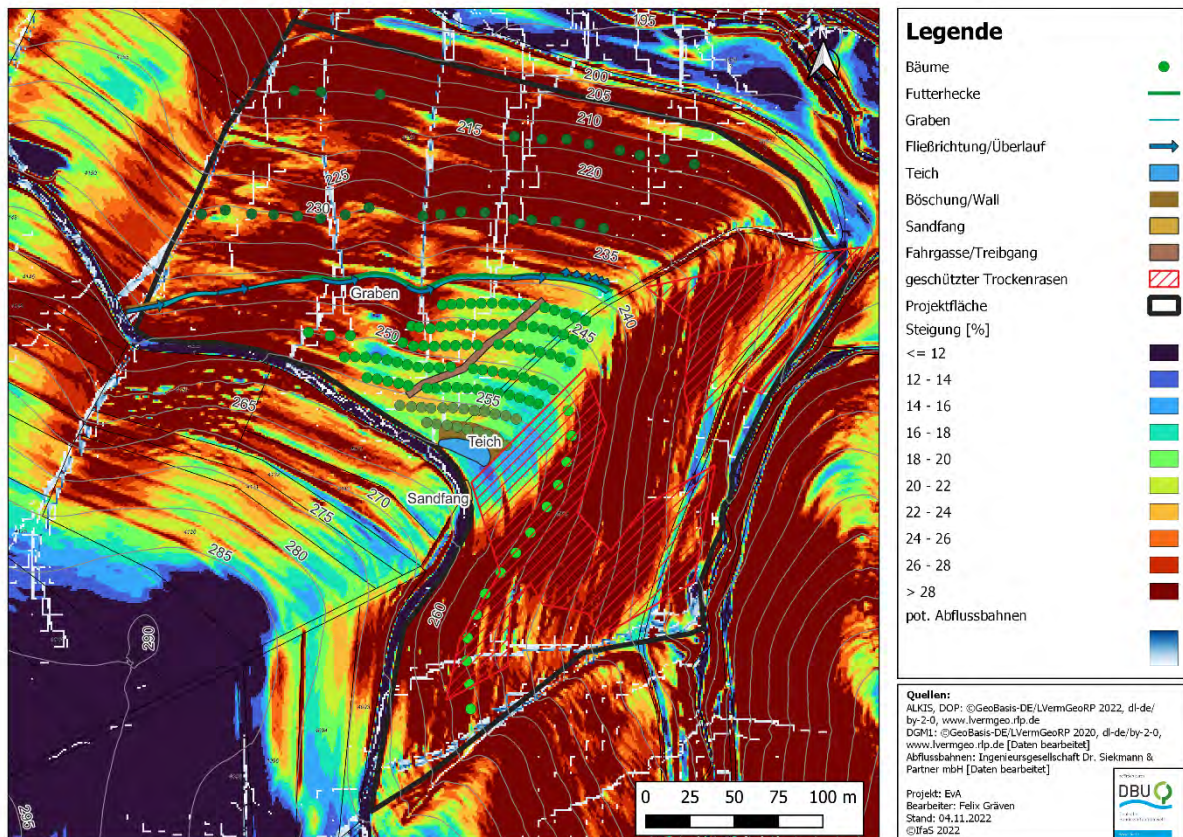 195
N
200
205
210
215
220
225
230
235
240
Graben
245
250
255
265
Teich
Sandfang
270
275
280
285
260
290
295
0 25 50 75 100 m
Legende
Bäume
Futterhecke
Graben
Fließrichtung/Überlauf
Teich
Böschung/Wall
Sandfang
Fahrgasse/Treibgang
geschützter Trockenrasen
Projektfläche
Steigung [%]
<= 12
12 - 14
14 - 16
16 - 18
18 - 20
20 - 22
22 - 24
24 - 26
26 - 28
> 28
pot. Abflussbahnen
Quellen:
ALKIS, DOP: ©GeoBasis-DE/LVermGeoRP 2022, dl-de/
by-2-0, www.lvermgeo.rlp.de
DGM1: ©GeoBasis-DE/LVermGeoRP 2020, dl-de/by-2-0,
www.lvermgeo.rlp.de [Daten bearbeitet]
Abflussbahnen: Ingenieursgesellschaft Dr. Siekmann &
Partner mbH [Daten bearbeitet]
Projekt: EvA
Bearbeiter: Felix Gräven
Stand: 04.11.2022
©IfaS 2022
DBU